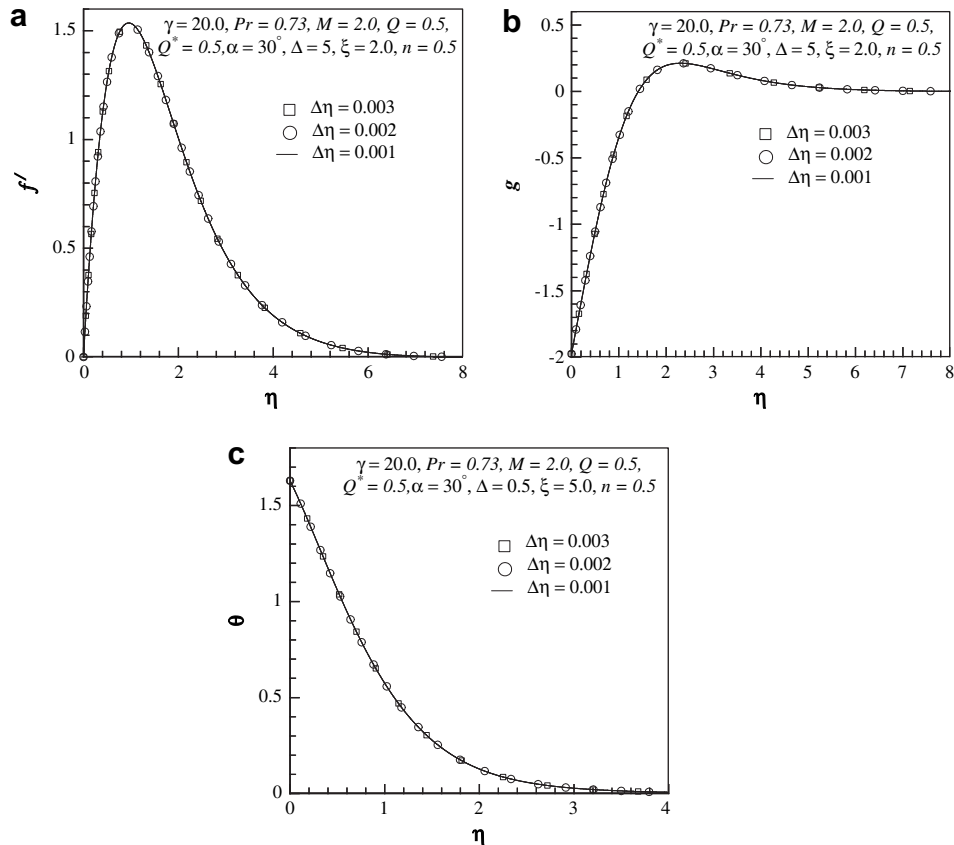 a
γ = 20.0, Pr = 0.73, M = 2.0, Q = 0.5,
Q* = 0.5, α = 30°, Δ = 5, ξ = 2.0, n = 0.5
Δη = 0.003
Δη = 0.002
Δη = 0.001
f′
1.5
1
0.5
0
0 2 4 6 8
η
b
γ = 20.0, Pr = 0.73, M = 2.0, Q = 0.5,
Q* = 0.5, α = 30°, Δ = 5, ξ = 2.0, n = 0.5
Δη = 0.003
Δη = 0.002
Δη = 0.001
g
0.5
0
-0.5
-1
-1.5
-2
0 1 2 3 4 5 6 7 8
η
c
γ = 20.0, Pr = 0.73, M = 2.0, Q = 0.5,
Q* = 0.5, α = 30°, Δ = 0.5, ξ = 5.0, n = 0.5
Δη = 0.003
Δη = 0.002
Δη = 0.001
θ
1.5
1
0.5
0
0 1 2 3 4
η